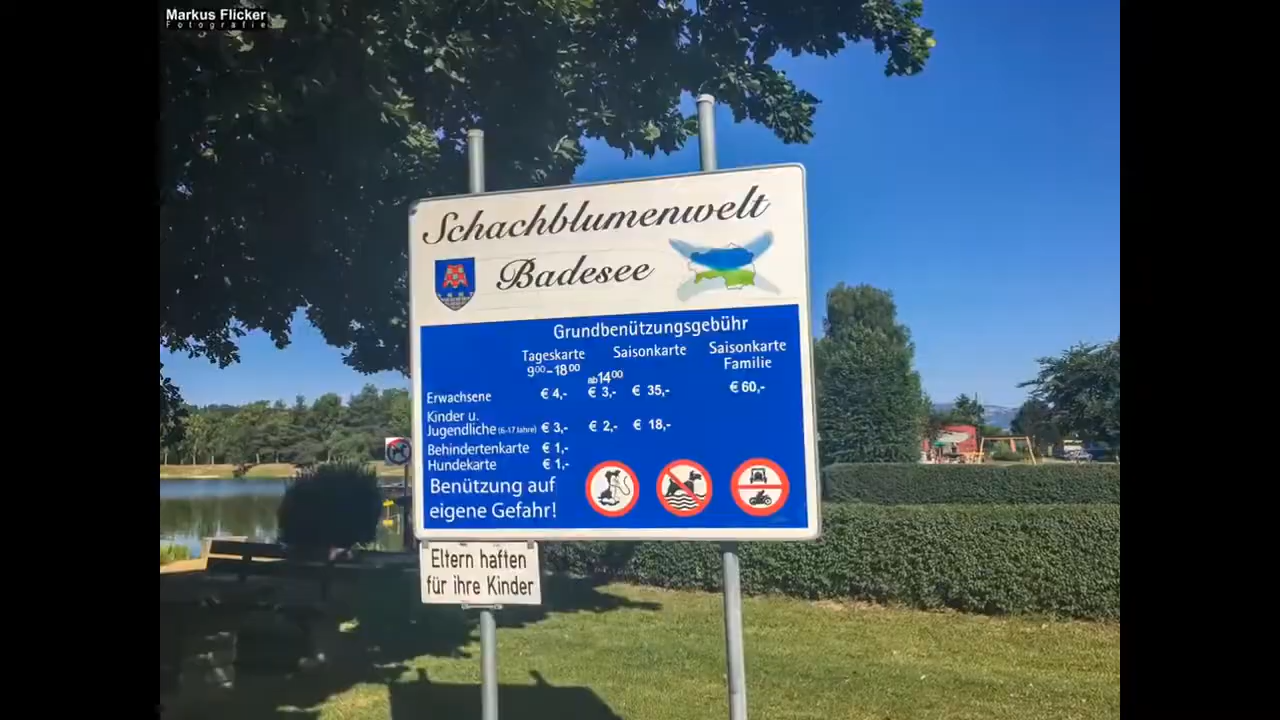 Markus Flicker
Fotografie
Schachblumenwelt
Badesee
Grundbenützungsgebühr
Tageskarte Saisonkarte Saisonkarte
9⁰⁰-18⁰⁰ ab 14⁰⁰ Familie
Erwachsene € 4,- € 3,- € 35,- € 60,-
Kinder u.
Jugendliche (6-17 Jahre) € 3,- € 2,- € 18,-
Behindertenkarte € 1,-
Hundekarte € 1,-
Benützung auf
eigene Gefahr!
Eltern haften
für ihre Kinder